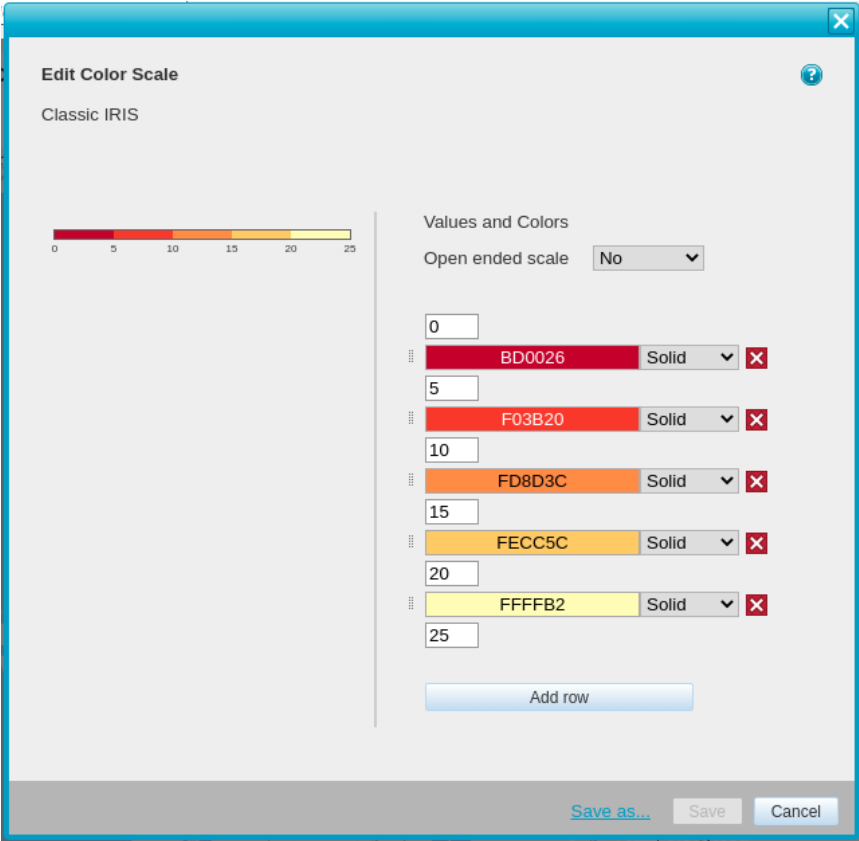 Edit Color Scale
?
Classic IRIS
0 5 10 15 20 25
Values and Colors
Open ended scale No
0
BD0026 Solid
5
F03B20 Solid
10
FD8D3C Solid
15
FECC5C Solid
20
FFFFB2 Solid
25
Add row
Save as... Save Cancel